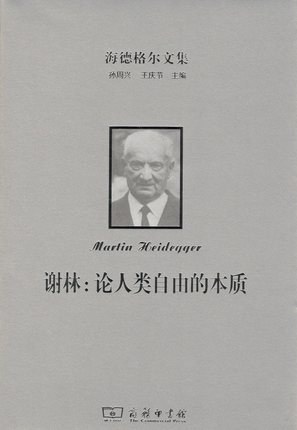 海德格尔文集
孙周兴 王庆节 主编
Martin Heidegger
谢林：论人类自由的本质
商务印书馆
The Commercial Press